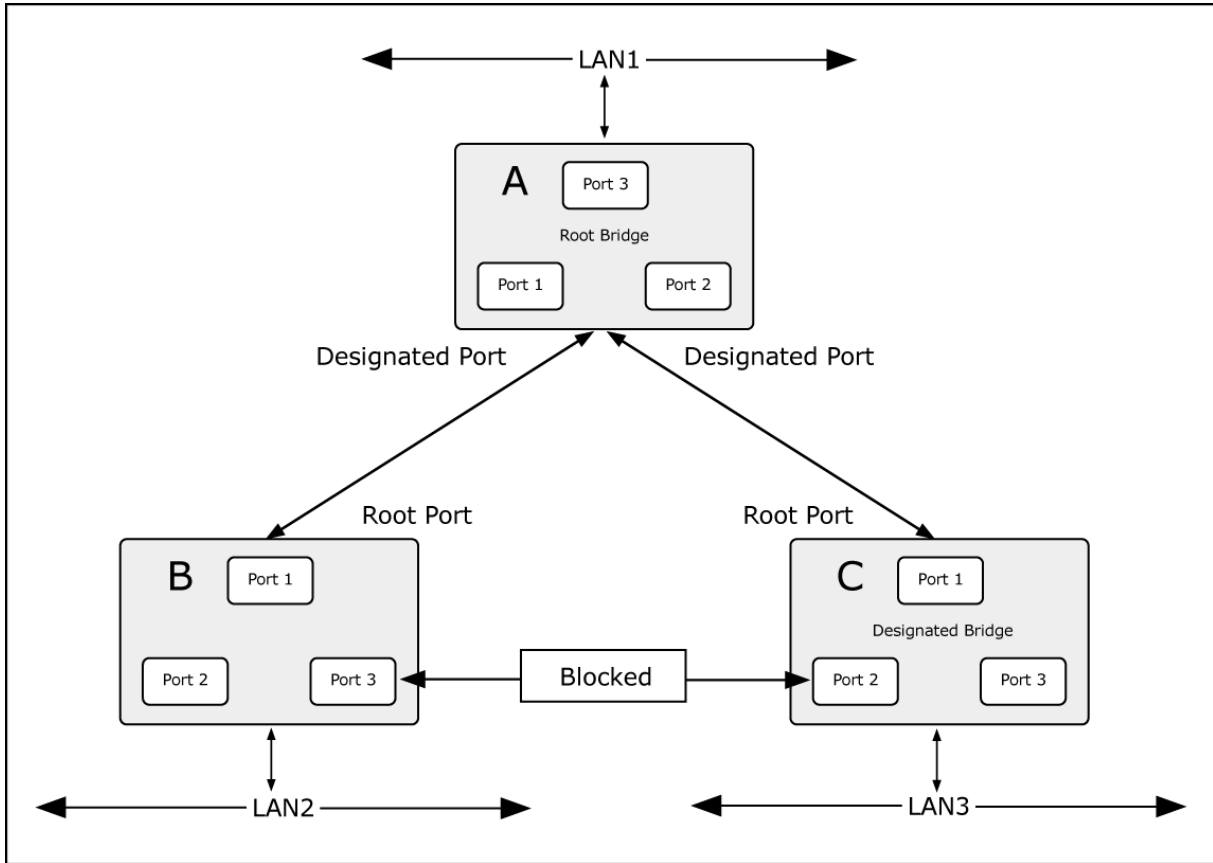 LAN1
A
Port 3
Root Bridge
Port 1
Port 2
Designated Port
Designated Port
Root Port
Root Port
B
Port 1
Port 2
Port 3
Blocked
C
Port 1
Designated Bridge
Port 2
Port 3
LAN2
LAN3